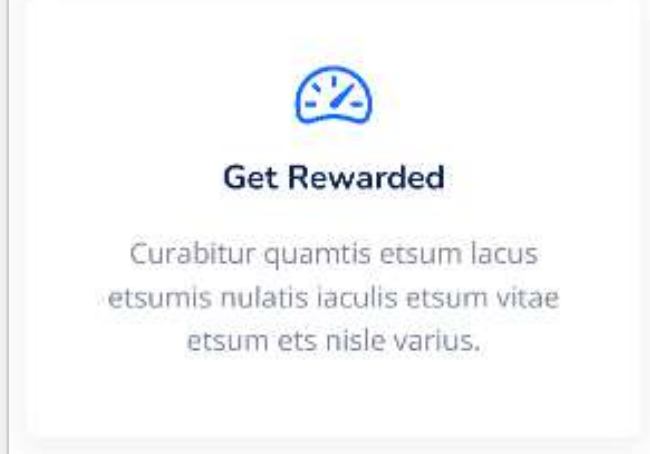 Get Rewarded
Curabitur quamtis etsum lacus
etsumis nulatis iaculis etsum vitae
etsum ets nisle varius.